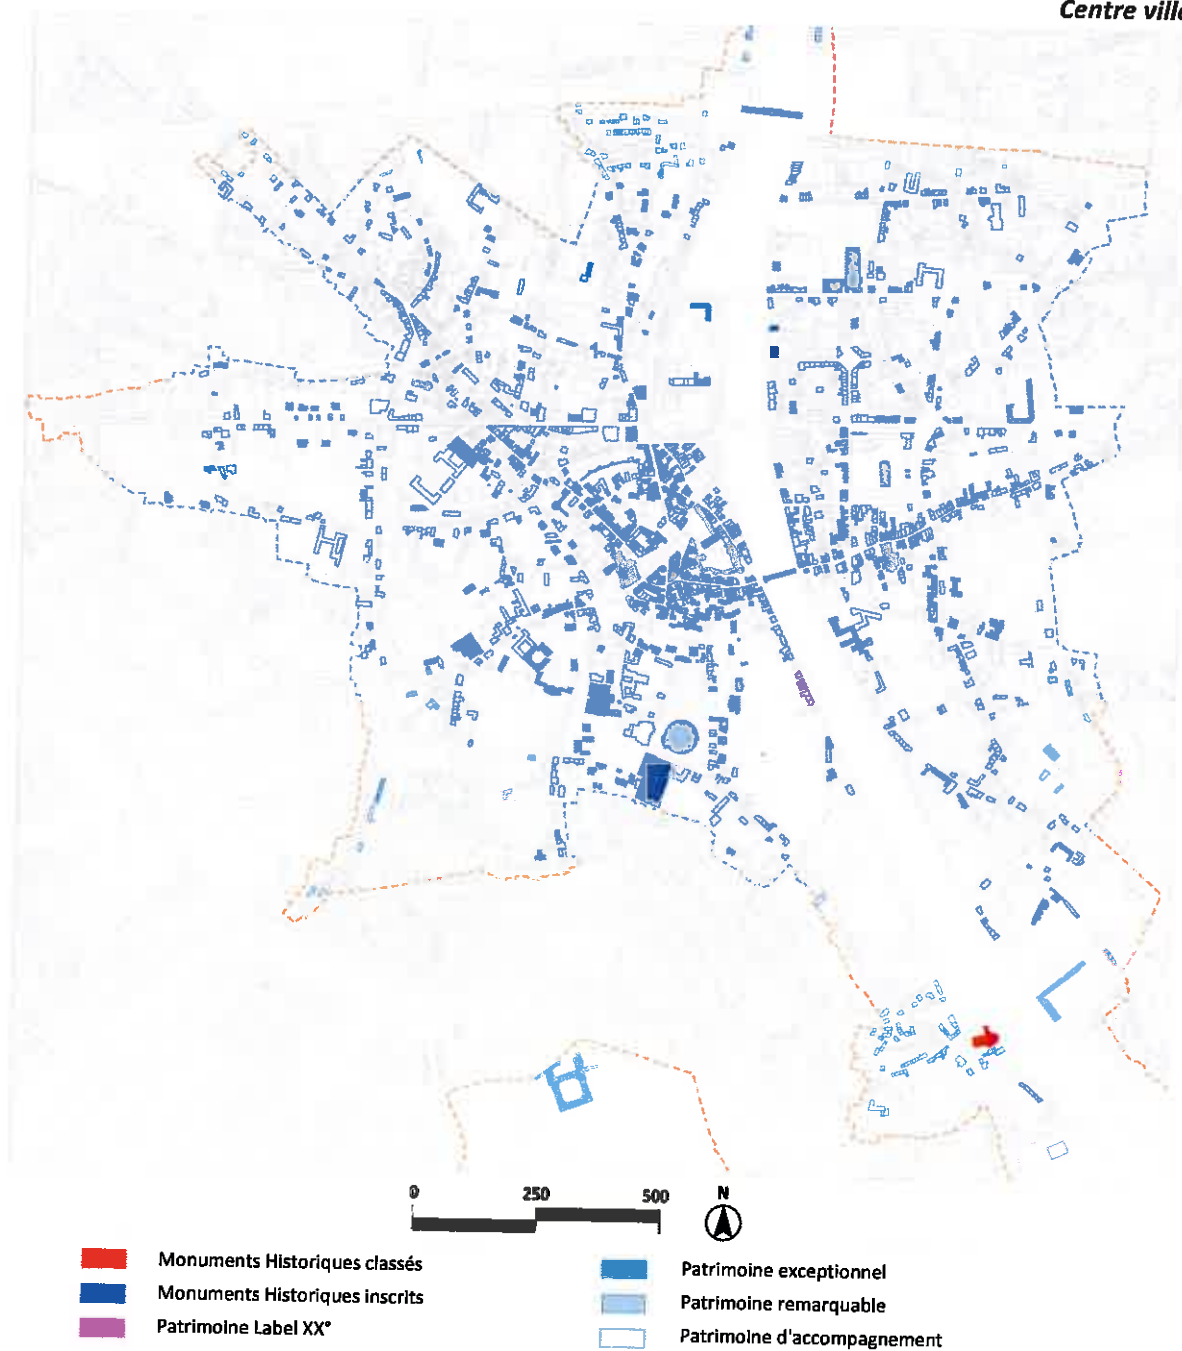 Centre ville
0 250 500
N
Monuments Historiques classés
Monuments Historiques inscrits
Patrimoine Label XX°
Patrimoine exceptionnel
Patrimoine remarquable
Patrimoine d'accompagnement